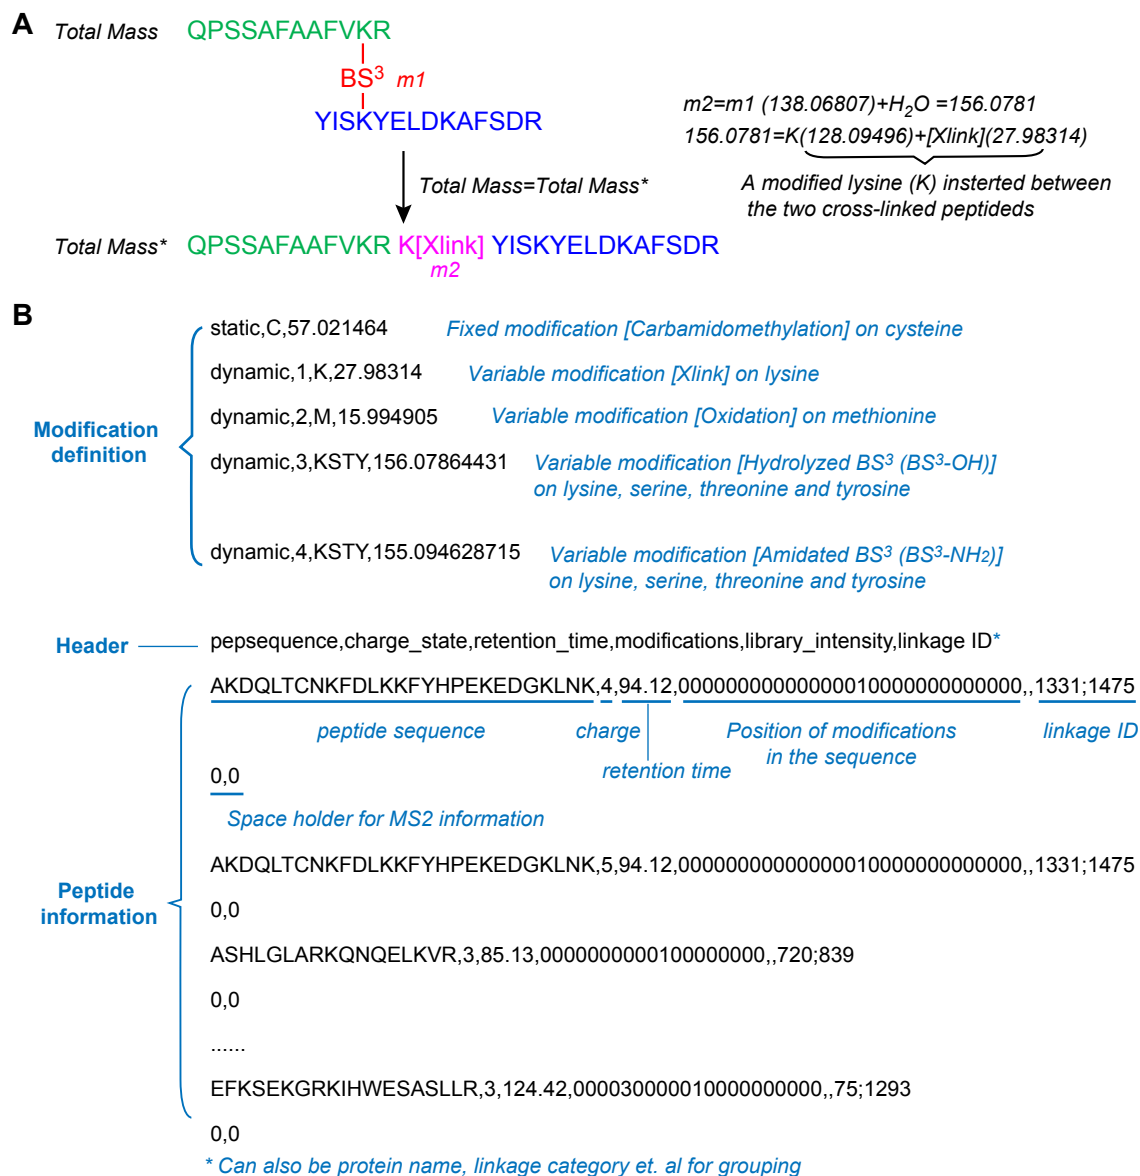 A
Total Mass QPSSAFAAFVKR
BS³ m1
YISKYELDKAFSDR
m2=m1 (138.06807)+H₂O =156.0781
156.0781=K(128.09496)+[Xlink](27.98314)
A modified lysine (K) insterted between
the two cross-linked peptideds
Total Mass=Total Mass*
Total Mass* QPSSAFAAFVKR K[Xlink] YISKYELDKAFSDR
m2
B
static,C,57.021464 Fixed modification [Carbamidomethylation] on cysteine
dynamic,1,K,27.98314 Variable modification [Xlink] on lysine
dynamic,2,M,15.994905 Variable modification [Oxidation] on methionine
Modification
definition
dynamic,3,KSTY,156.07864431 Variable modification [Hydrolyzed BS³ (BS³-OH)]
on lysine, serine, threonine and tyrosine
dynamic,4,KSTY,155.094628715 Variable modification [Amidated BS³ (BS³-NH₂)]
on lysine, serine, threonine and tyrosine
Header pepsequence,charge_state,retention_time,modifications,library_intensity,linkage ID*
AKDQLTCNKFDLKKFYHPEKEDGKLNK,4,94.12,0000000000000001000000000000,,1331;1475
peptide sequence charge Position of modifications linkage ID
in the sequence
retention time
0,0
Space holder for MS2 information
AKDQLTCNKFDLKKFYHPEKEDGKLNK,5,94.12,0000000000000001000000000000,,1331;1475
Peptide
information
0,0
ASHLGLARKQNQELKVR,3,85.13,0000000000100000000,,720;839
0,0
......
EFKSEKGRKIHWESASLLR,3,124.42,000030000010000000000,,75;1293
0,0
* Can also be protein name, linkage category et. al for grouping